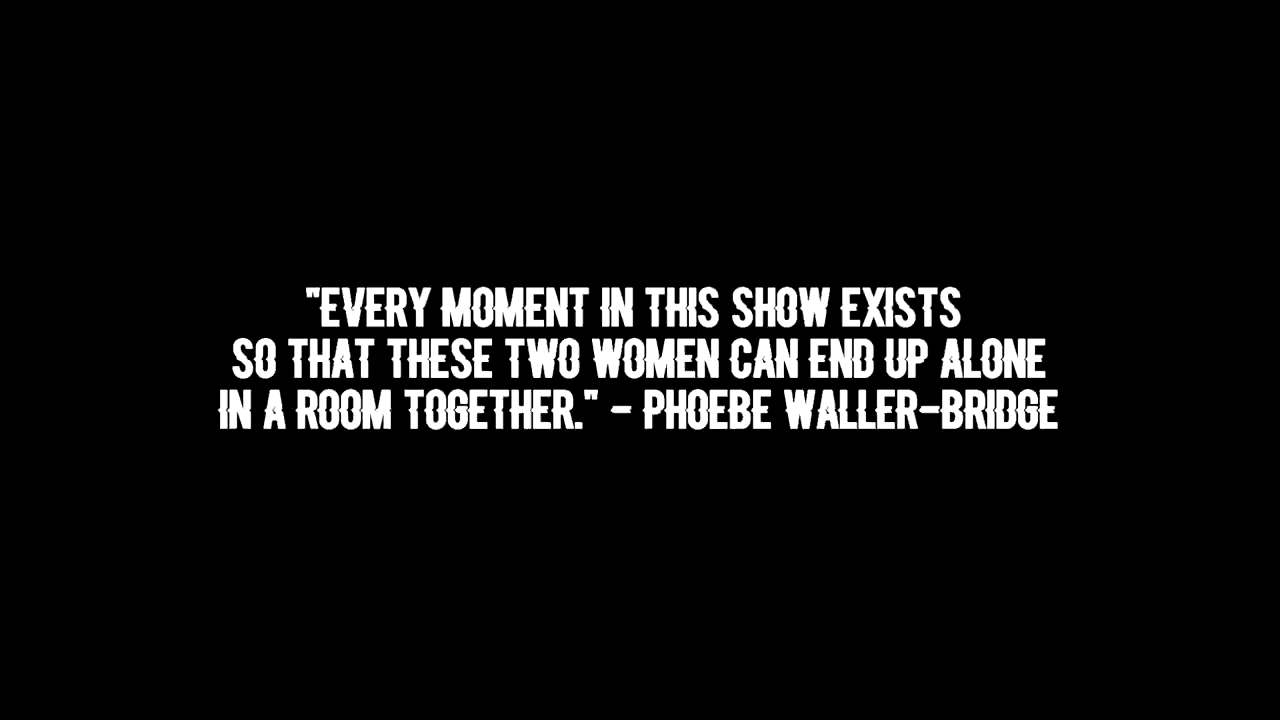 "EVERY MOMENT IN THIS SHOW EXISTS
SO THAT THESE TWO WOMEN CAN END UP ALONE
IN A ROOM TOGETHER." - PHOEBE WALLER-BRIDGE